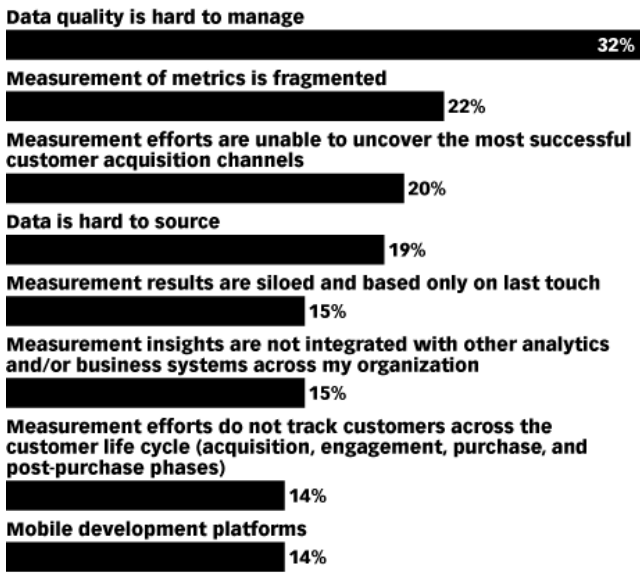 Data quality is hard to manage
32%
Measurement of metrics is fragmented
22%
Measurement efforts are unable to uncover the most successful
customer acquisition channels
20%
Data is hard to source
19%
Measurement results are siloed and based only on last touch
15%
Measurement insights are not integrated with other analytics
and/or business systems across my organization
15%
Measurement efforts do not track customers across the
customer life cycle (acquisition, engagement, purchase, and
post-purchase phases)
14%
Mobile development platforms
14%